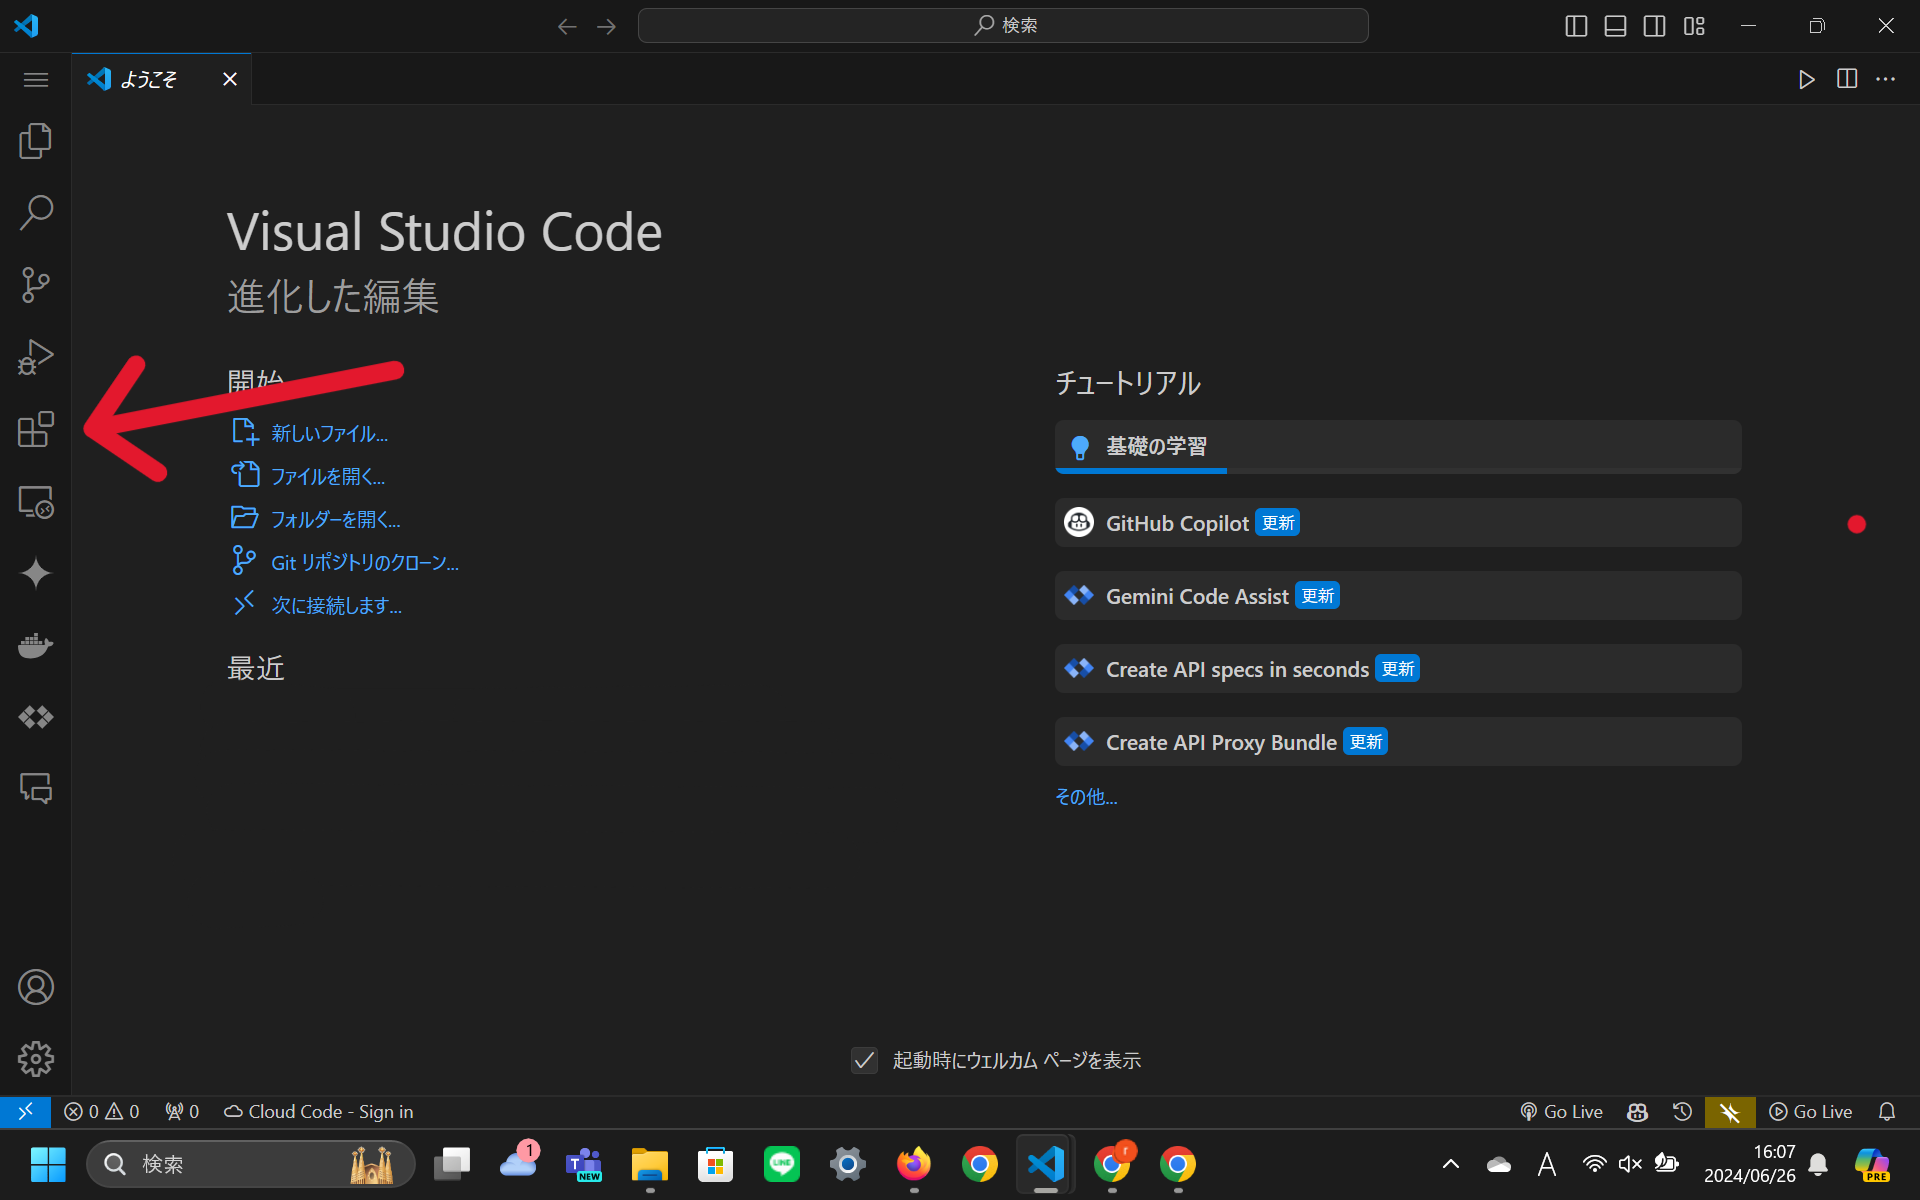 検索
ようこそ
Visual Studio Code
進化した編集
開始
新しいファイル...
ファイルを開く...
フォルダーを開く...
Git リポジトリのクローン...
次に接続します...
最近
チュートリアル
基礎の学習
GitHub Copilot 更新
Gemini Code Assist 更新
Create API specs in seconds 更新
Create API Proxy Bundle 更新
その他...
起動時にウェルカム ページを表示
0 0 0 Cloud Code - Sign in Go Live Go Live
検索 1 NEW LINE r A 16:07 PRE
2024/06/26